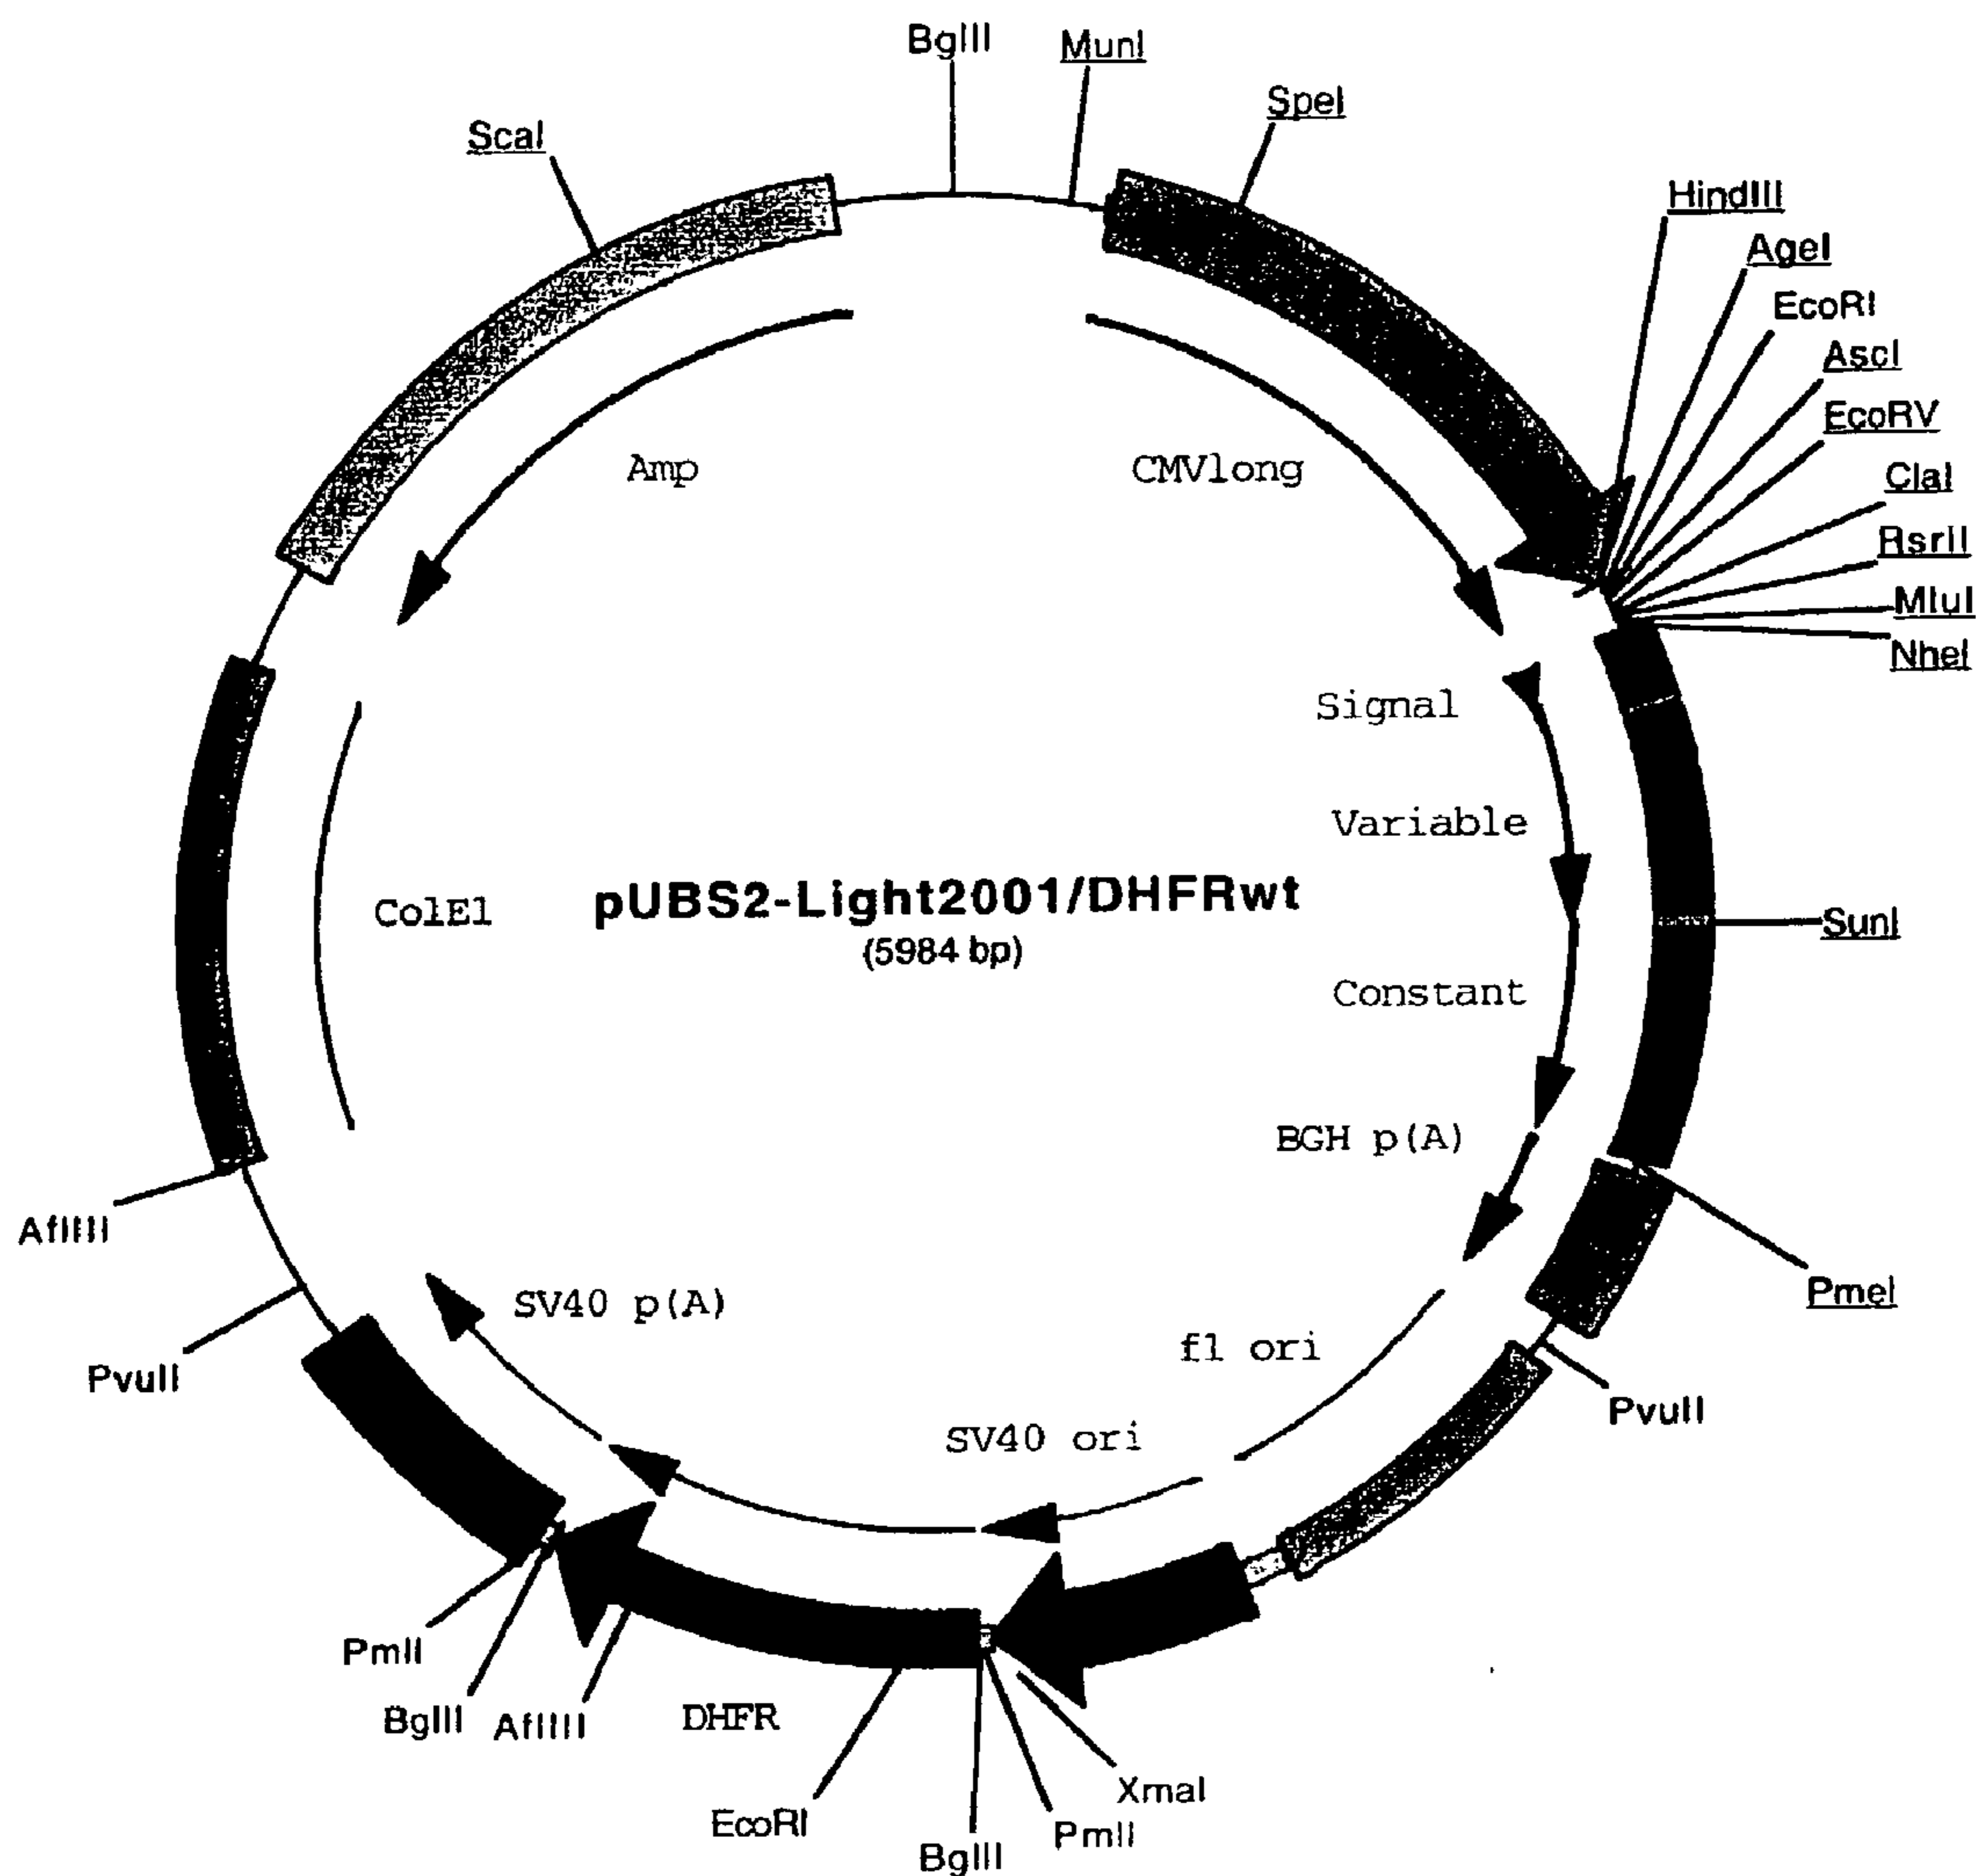 BglII
MunI
SpeI
ScaI
HindIII
AgeI
EcoRI
AscI
EcoRV
ClaI
RsrII
MluI
NheI
Amp
CMVlong
Signal
Variable
pUBS2-Light2001/DHFRwt
(5984 bp)
ColE1
SunI
Constant
BGH p(A)
AflIII
PmeI
SV40 p(A)
f1 ori
PvuII
PvuII
SV40 ori
PmlI
BglII
AflIII
DHFR
EcoRI
BglII
PmlI
XmaI